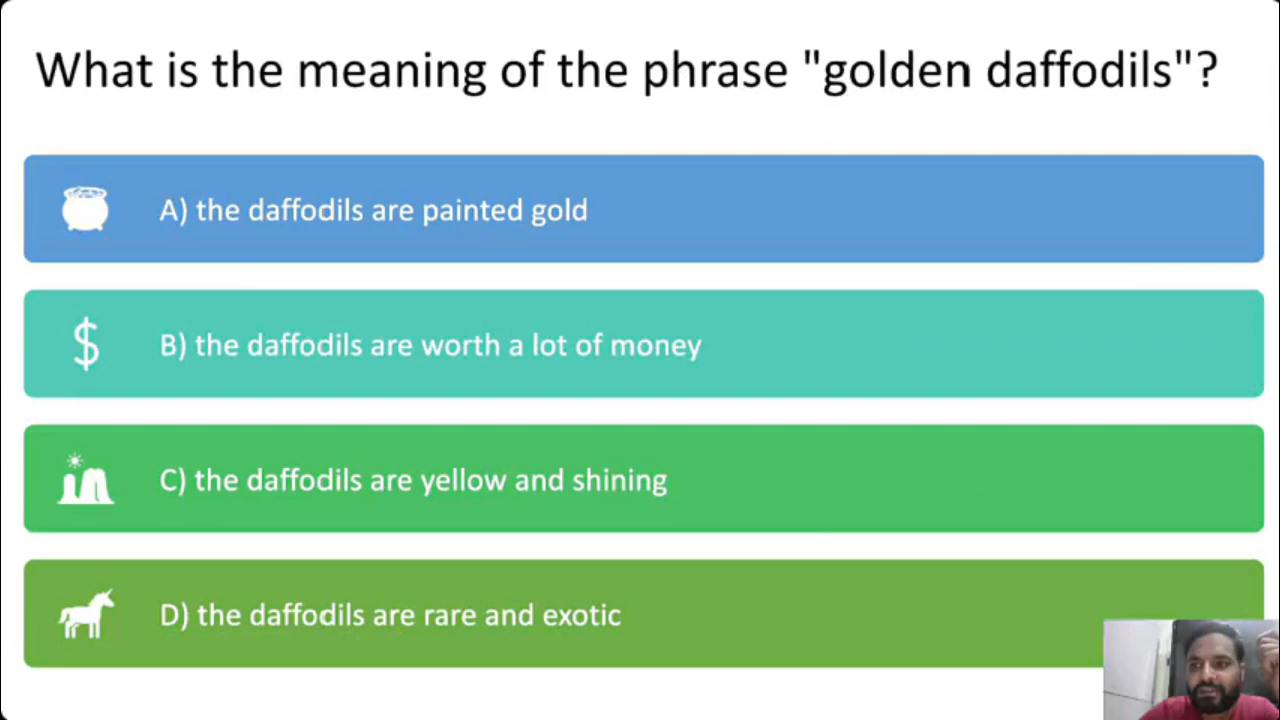 What is the meaning of the phrase "golden daffodils"?
A) the daffodils are painted gold
$
B) the daffodils are worth a lot of money
C) the daffodils are yellow and shining
D) the daffodils are rare and exotic